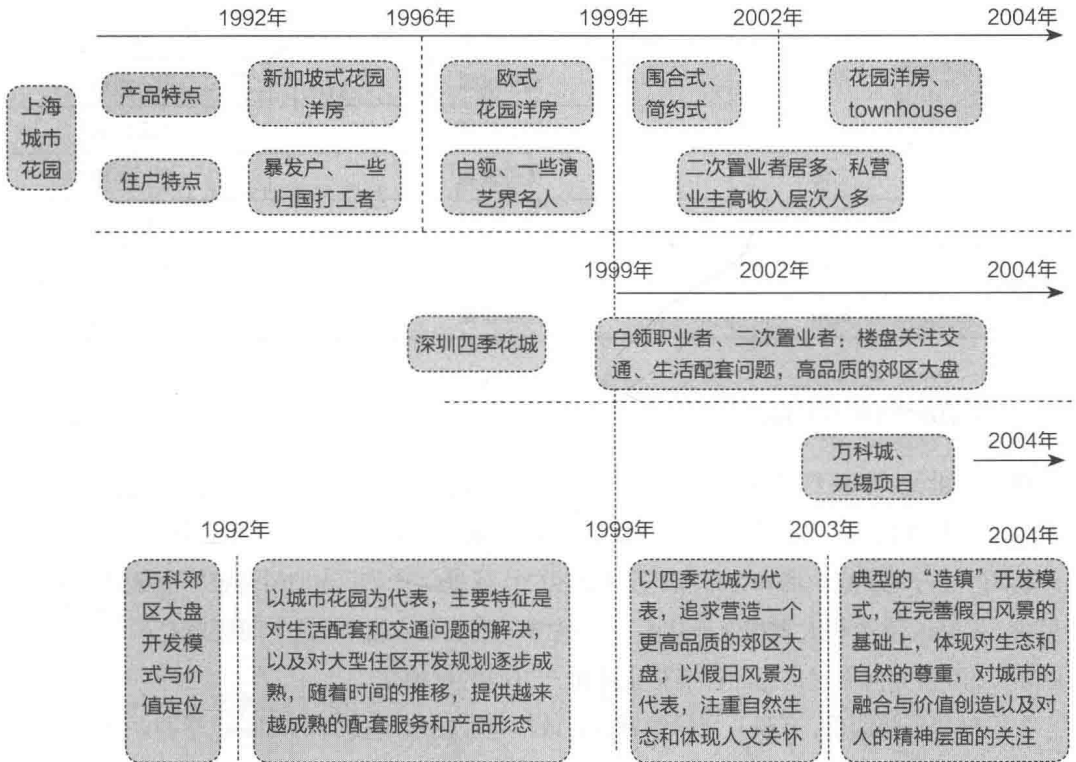 1992年 1996年 1999年 2002年 2004年
上海
城市
花园
产品特点
新加坡式花园
洋房
欧式
花园洋房
围合式、
简约式
花园洋房、
townhouse
住户特点
暴发户、一些
归国打工者
白领、一些演
艺界名人
二次置业者居多、私营
业主高收入层次人多
1999年 2002年 2004年
深圳四季花城
白领职业者、二次置业者；楼盘关注交
通、生活配套问题，高品质的郊区大盘
万科城、
无锡项目
2004年
1992年 1999年 2003年 2004年
万科郊
区大盘
开发模
式与价
值定位
以城市花园为代表，主要特征是
对生活配套和交通问题的解决，
以及对大型住区开发规划逐步成
熟，随着时间的推移，提供越来
越成熟的配套服务和产品形态
以四季花城为代
表，追求营造一个
更高品质的郊区大
盘，以假日风景为
代表，注重自然生
态和体现人文关怀
典型的“造镇”开发模
式，在完善假日风景的
基础上，体现对生态和
自然的尊重，对城市的
融合与价值创造以及对
人的精神层面的关注